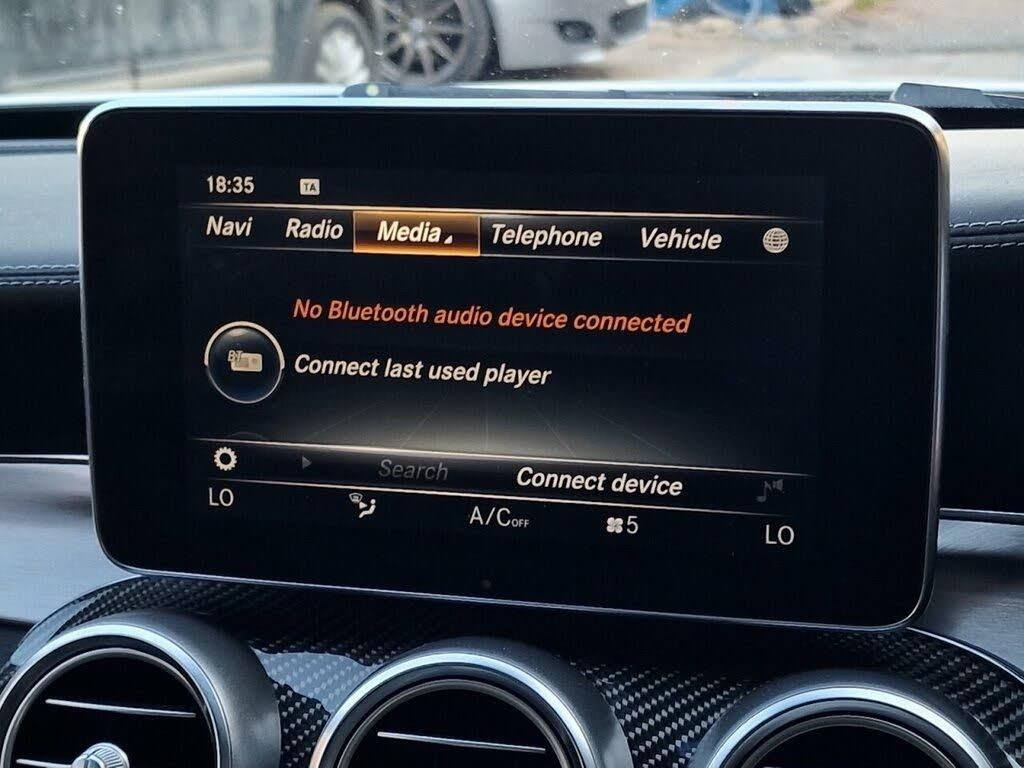 18:35 TA
Navi Radio Media Telephone Vehicle
No Bluetooth audio device connected
BT
Connect last used player
Search Connect device
LO A/C OFF 5 LO